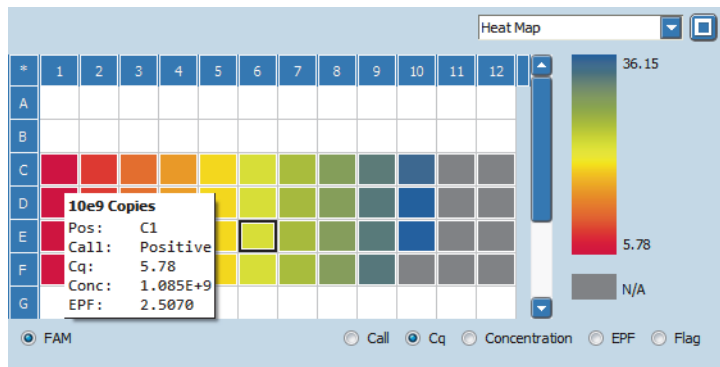 Heat Map
* 1 2 3 4 5 6 7 8 9 10 11 12
36.15
A
B
C
D
10e9 Copies
Pos: C1
E
Call: Positive
5.78
F
Cq: 5.78
Conc: 1.085E+9
N/A
G
EPF: 2.5070
FAM Call Cq Concentration EPF Flag